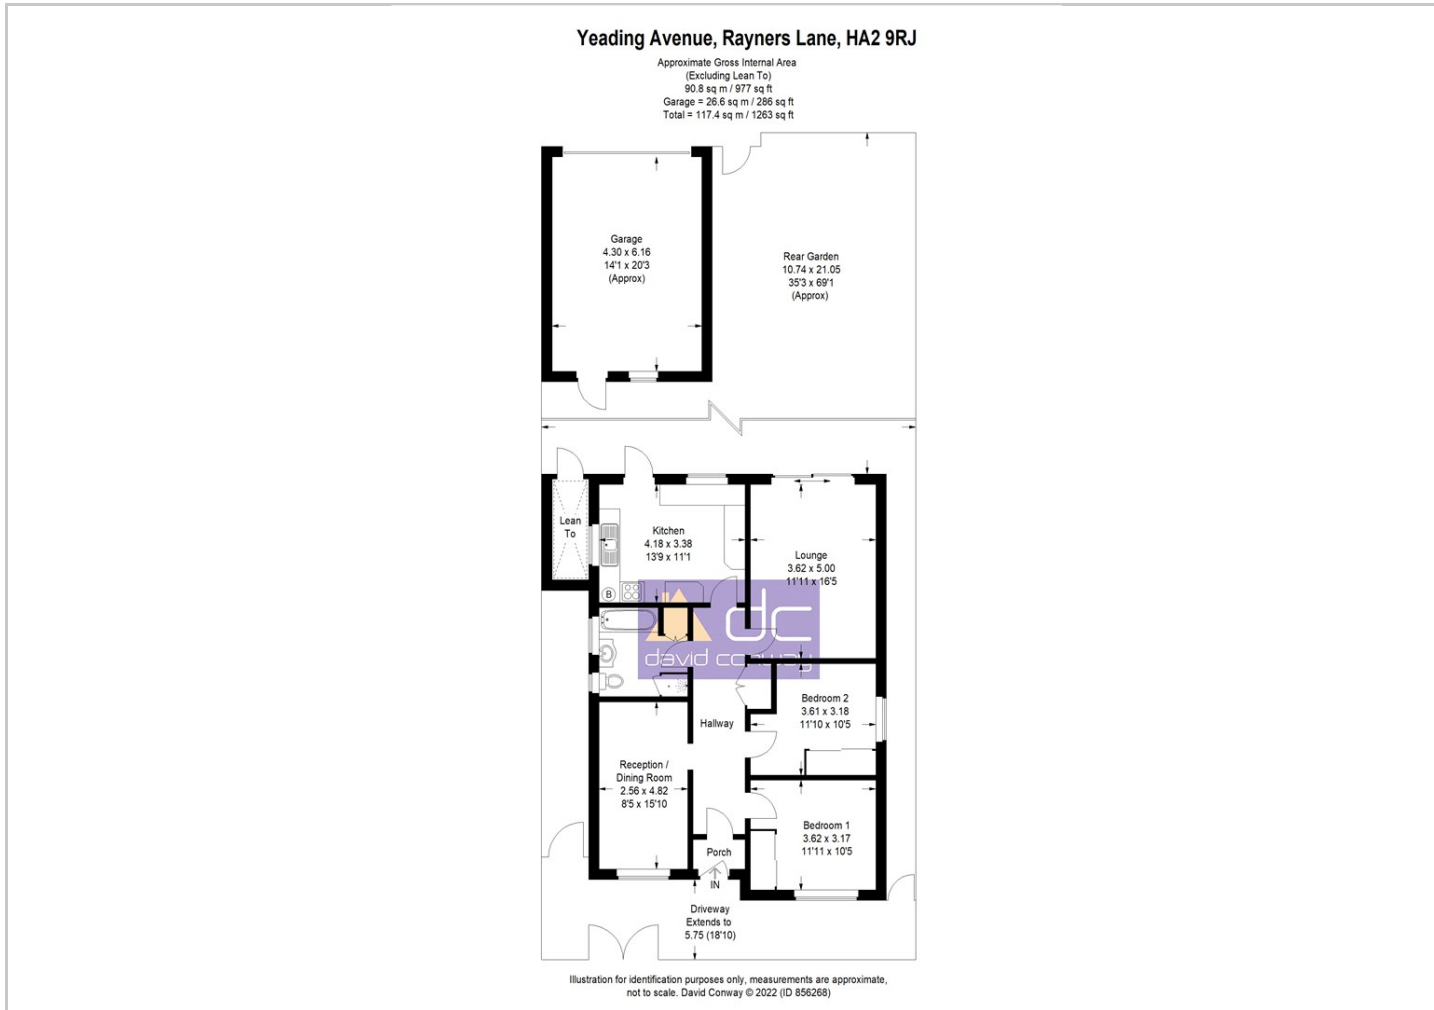 Yeading Avenue, Rayners Lane, HA2 9RJ
Approximate Gross Internal Area
(Excluding Lean To)
90.8 sq m / 977 sq ft
Garage = 26.6 sq m / 286 sq ft
Total = 117.4 sq m / 1263 sq ft
Garage
4.30 x 6.16
14'1 x 20'3
(Approx)
Rear Garden
10.74 x 21.05
35'3 x 69'1
(Approx)
Lean
To
Kitchen
4.18 x 3.38
13'9 x 11'1
Lounge
3.62 x 5.00
11'11 x 16'5
B
dc
david conway
Bedroom 2
3.61 x 3.18
11'10 x 10'5
Hallway
Reception /
Dining Room
2.56 x 4.82
8'5 x 15'10
Bedroom 1
3.62 x 3.17
11'11 x 10'5
Porch
IN
Driveway
Extends to
5.75 (18'10)
Illustration for identification purposes only, measurements are approximate,
not to scale. David Conway © 2022 (ID 856268)